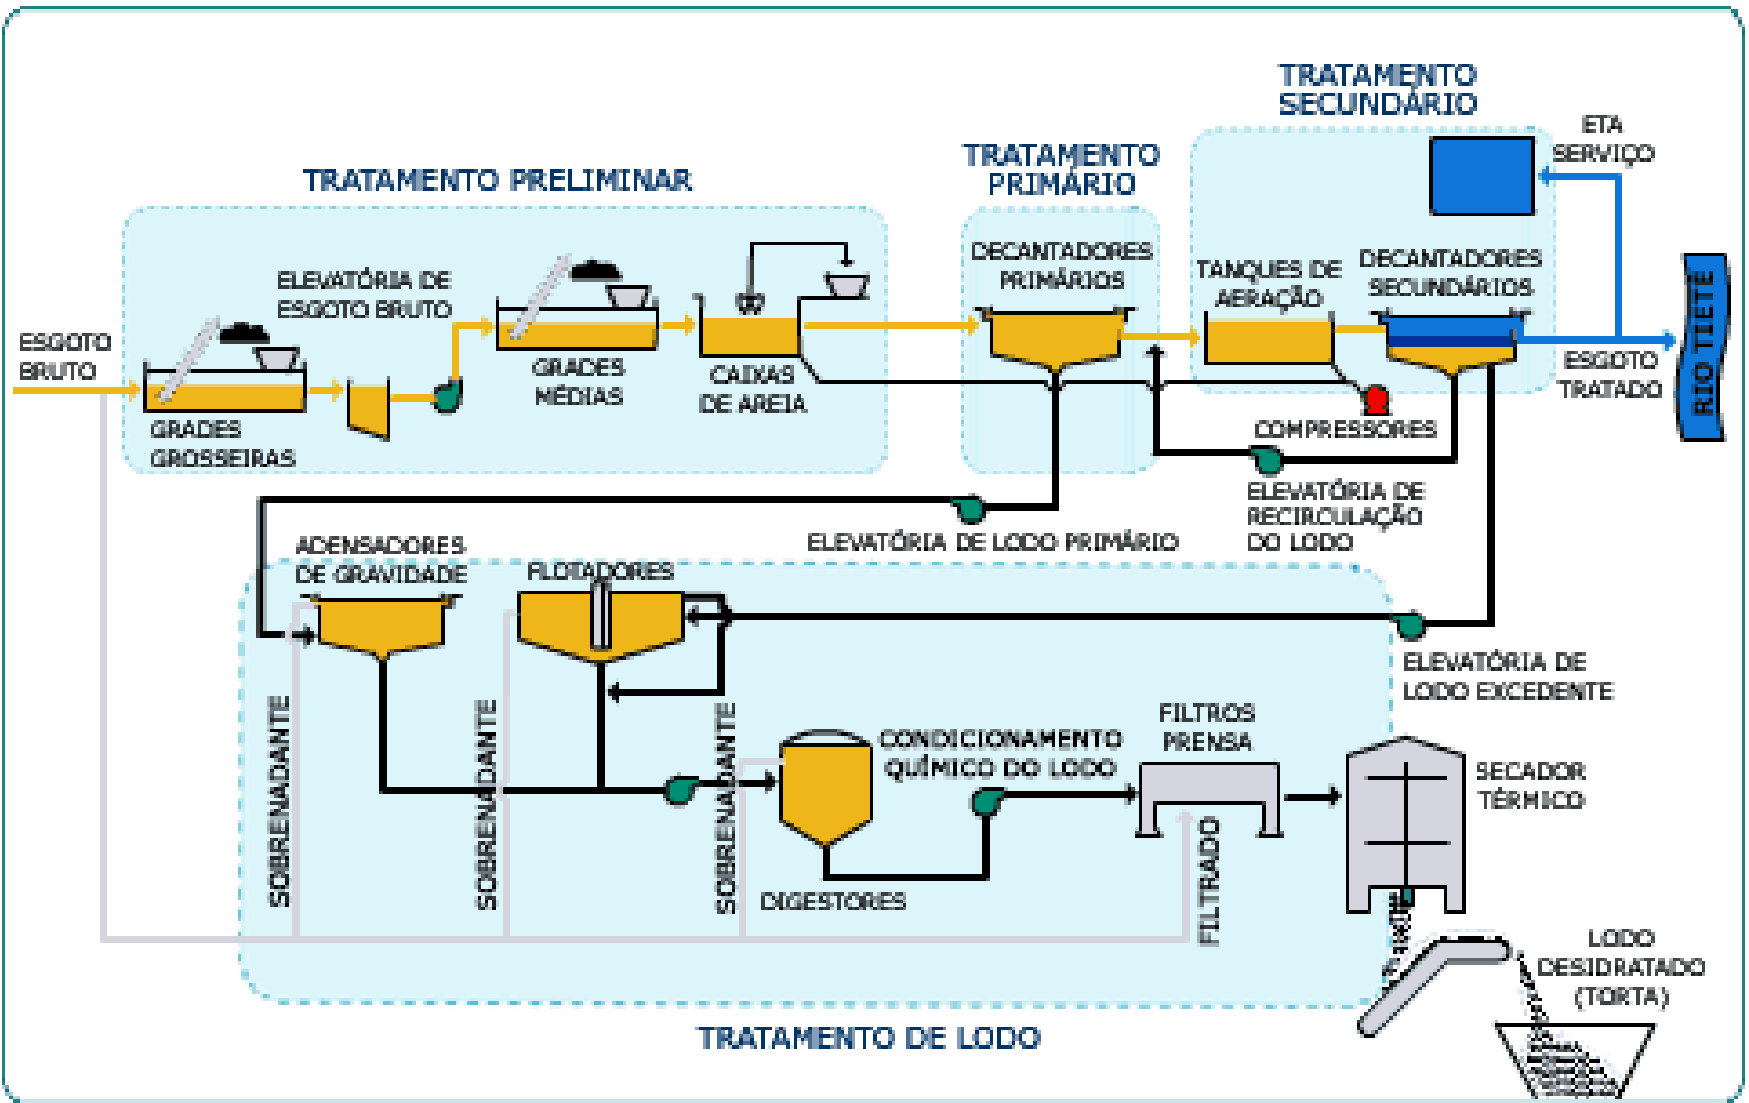 TRATAMENTO
SECUNDÁRIO
ETA
SERVIÇO
TRATAMENTO
PRIMÁRIO
TRATAMENTO PRELIMINAR
DECANTADORES
PRIMÁRIOS
TANQUES DE
AERAÇÃO
DECANTADORES
SECUNDÁRIOS
ELEVATÓRIA DE
ESGOTO BRUTO
ESGOTO
BRUTO
GRADES
GROSSEIRAS
GRADES
MÉDIAS
CAIXAS
DE AREIA
ESGOTO
TRATADO
RIO TIETÊ
COMPRESSORES
ELEVATÓRIA DE
RECIRCULAÇÃO
DO LODO
ELEVATÓRIA DE LODO PRIMÁRIO
ADENSADORES
DE GRAVIDADE
FLOTADORES
ELEVATÓRIA DE
LODO EXCEDENTE
SOBRENADANTE
SOBRENADANTE
SOBRENADANTE
CONDICIONAMENTO
QUÍMICO DO LODO
FILTROS
PRENSA
SECADOR
TÉRMICO
DIGESTORES
FILTRADO
LODO
DESIDRATADO
(TORTA)
TRATAMENTO DE LODO